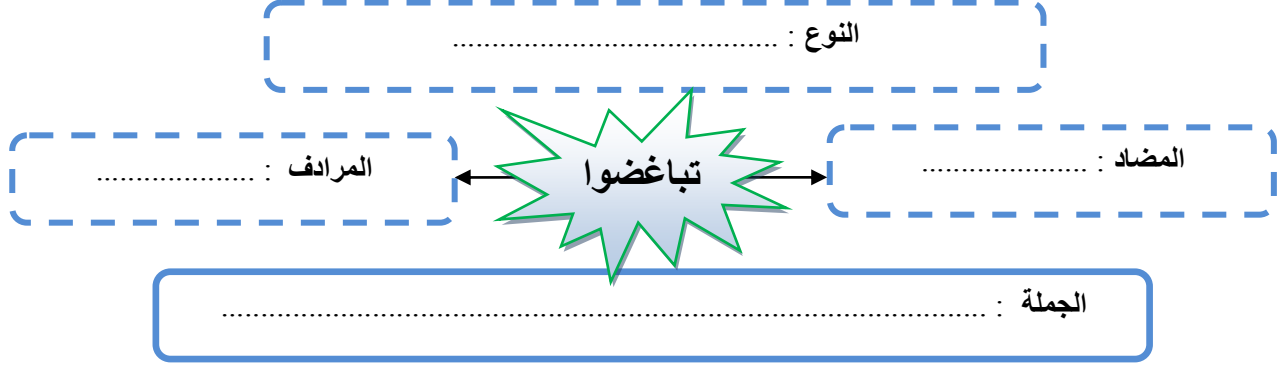 النوع : .......................................
المضاد : .....................
تباغضوا
المرادف : ....................
الجملة : ................................................................................................